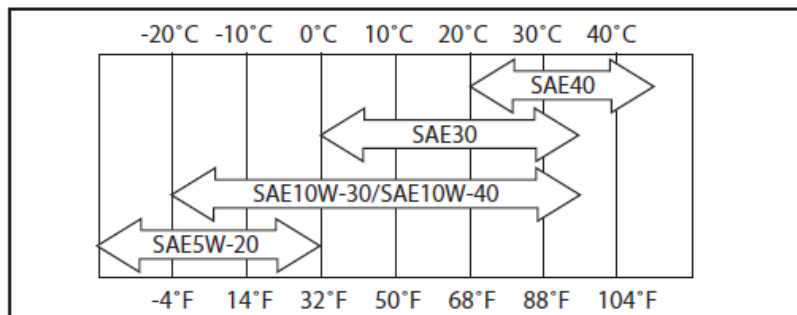 -20˚C -10˚C 0˚C 10˚C 20˚C 30˚C 40˚C
SAE40
SAE30
SAE10W-30/SAE10W-40
SAE5W-20
-4˚F 14˚F 32˚F 50˚F 68˚F 88˚F 104˚F